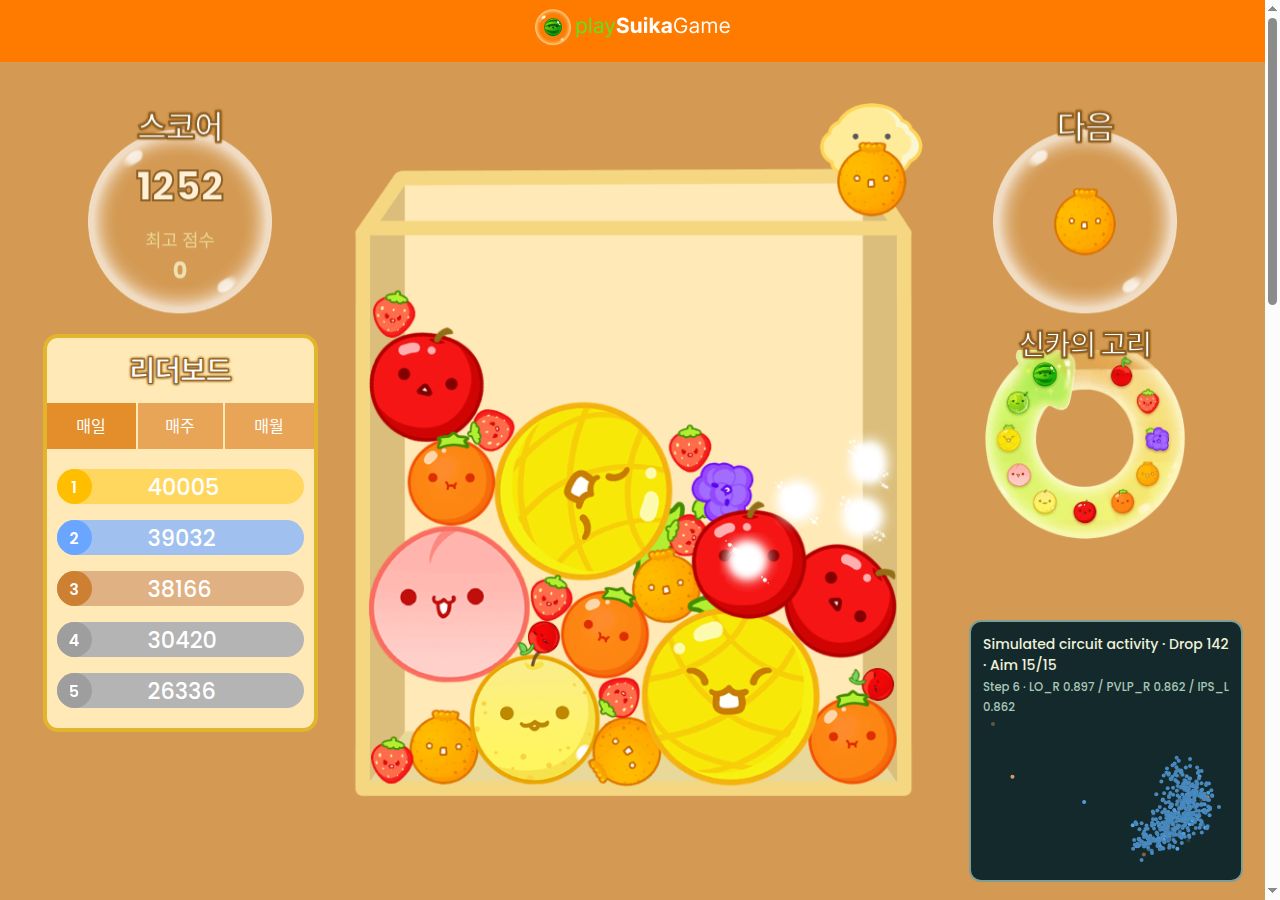 playSuikaGame
스코어
1252
최고 점수
0
다음
리더보드
매일 매주 매월
1 40005
2 39032
3 38166
4 30420
5 26336
신카의 고리
Simulated circuit activity · Drop 142
· Aim 15/15
Step 6 · LO_R 0.897 / PVLP_R 0.862 / IPS_L
0.862